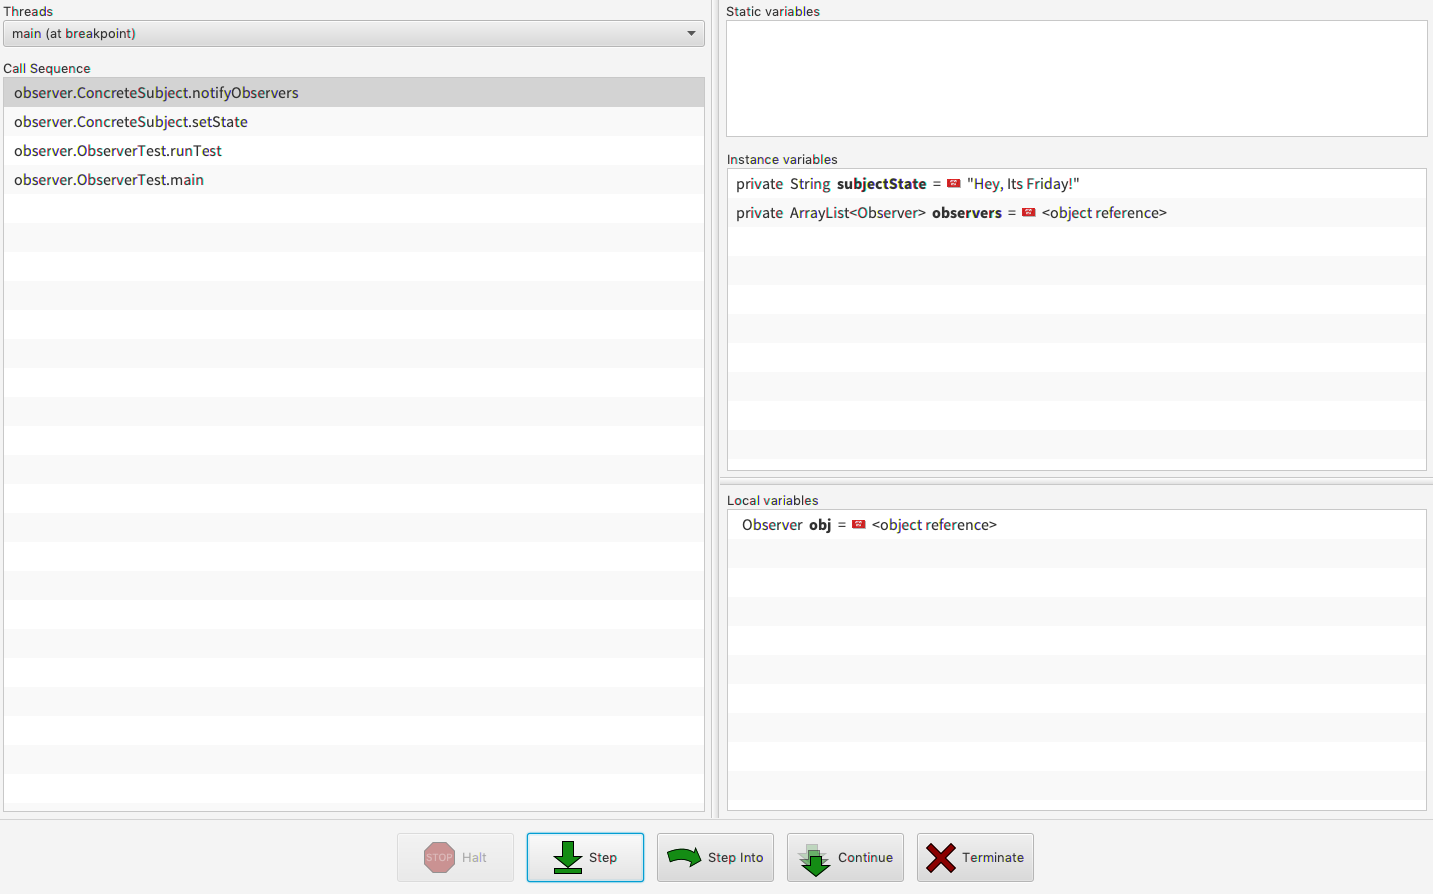 Threads
main (at breakpoint)
Call Sequence
observer.ConcreteSubject.notifyObservers
observer.ConcreteSubject.setState
observer.ObserverTest.runTest
observer.ObserverTest.main
Static variables
Instance variables
private String subjectState = "Hey, Its Friday!"
private ArrayList<Observer> observers = <object reference>
Local variables
Observer obj = <object reference>
STOP Halt
Step
Step Into
Continue
Terminate